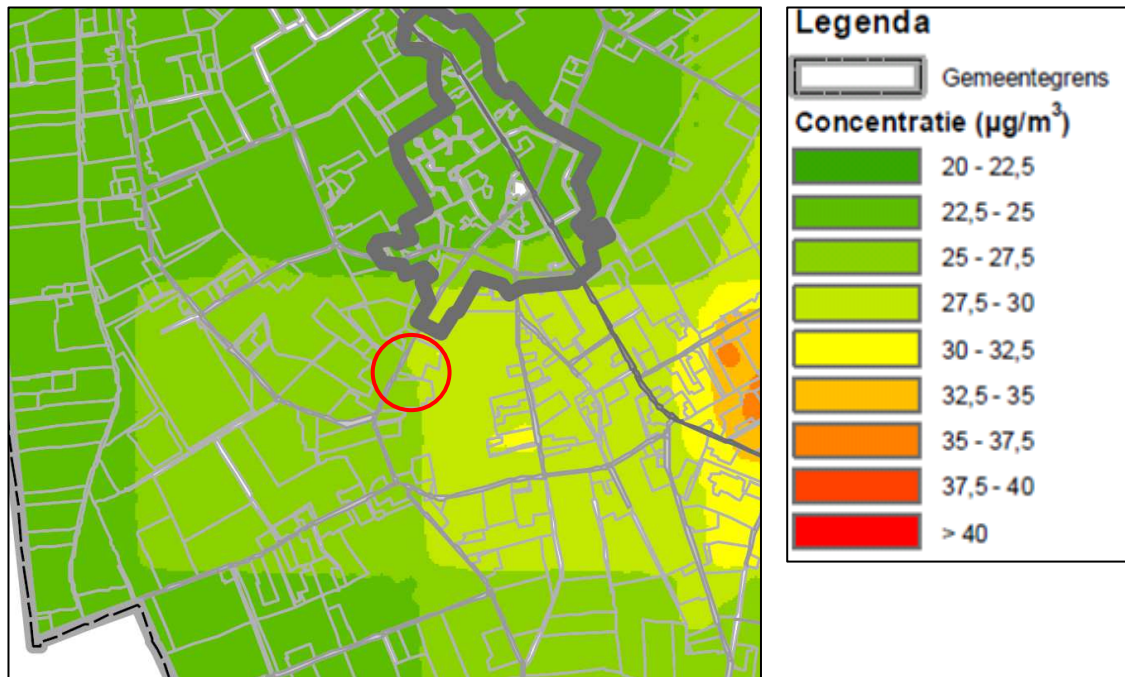 Legenda
Gemeentegrens
Concentratie (µg/m³)
20 - 22,5
22,5 - 25
25 - 27,5
27,5 - 30
30 - 32,5
32,5 - 35
35 - 37,5
37,5 - 40
> 40